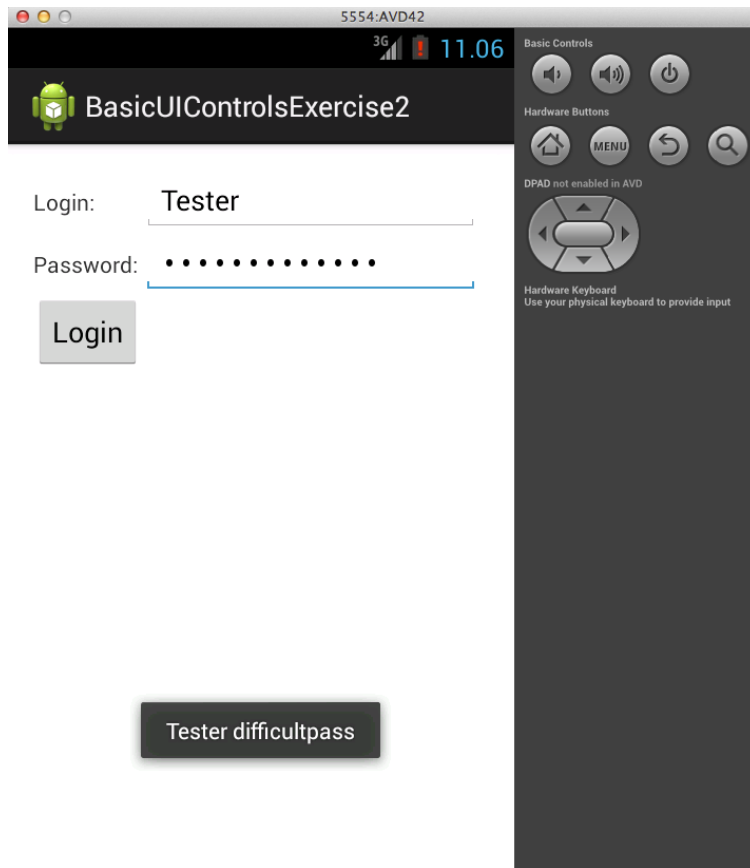 5554:AVD42
3G 11.06
BasicUIControlsExercise2
Login: Tester
Password: •••••••••••••
Login
Tester difficultpass
Basic Controls
Hardware Buttons
MENU
DPAD not enabled in AVD
Hardware Keyboard
Use your physical keyboard to provide input